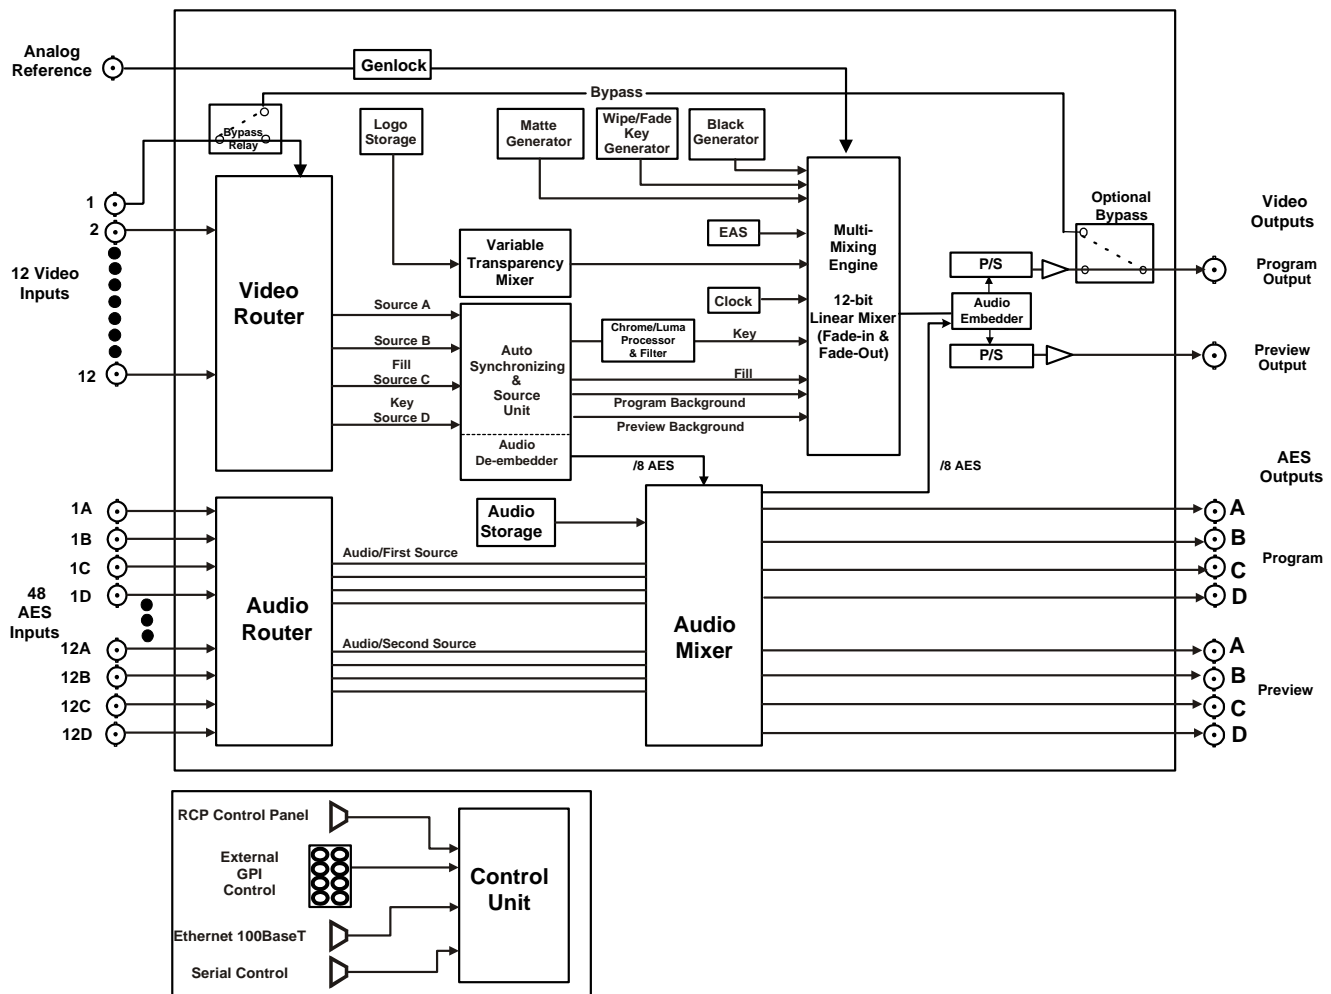 Analog
Reference
Genlock
Bypass
Bypass
Relay
Logo
Storage
Matte
Generator
Wipe/Fade
Key
Generator
Black
Generator
Optional
Bypass
Video
Outputs
1
2
12 Video
Inputs
12
Video
Router
Variable
Transparency
Mixer
EAS
Clock
Multi-
Mixing
Engine
12-bit
Linear Mixer
(Fade-in &
Fade-Out)
P/S
Audio
Embedder
P/S
Program
Output
Preview
Output
Source A
Source B
Fill
Source C
Key
Source D
Auto
Synchronizing
&
Source
Unit
Audio
De-embedder
Chrome/Luma
Processor
& Filter
Key
Fill
Program Background
Preview Background
/8 AES
/8 AES
AES
Outputs
1A
1B
1C
1D
48
AES
Inputs
12A
12B
12C
12D
Audio
Router
Audio
Storage
Audio/First Source
Audio/Second Source
Audio
Mixer
A
B
C
D
Program
A
B
C
D
Preview
RCP Control Panel
External
GPI
Control
Ethernet 100BaseT
Serial Control
Control
Unit